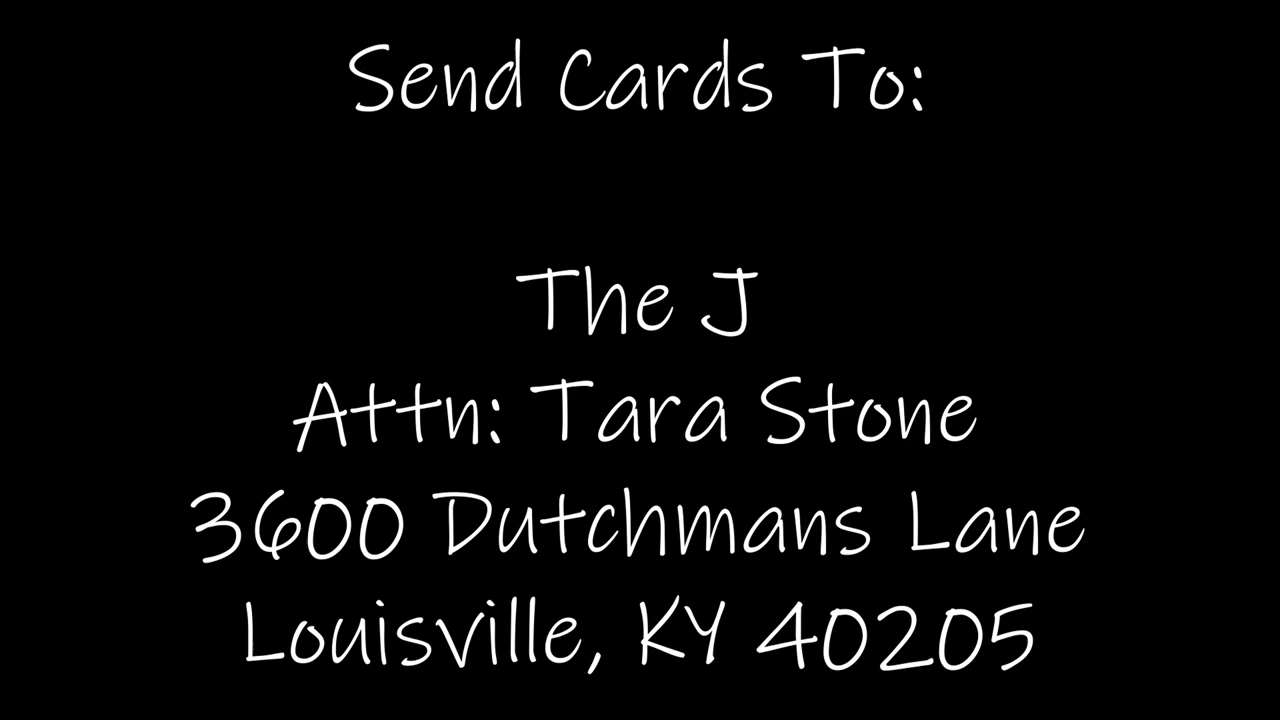 Send Cards To:
The J
Attn: Tara Stone
3600 Dutchmans Lane
Louisville, KY 40205